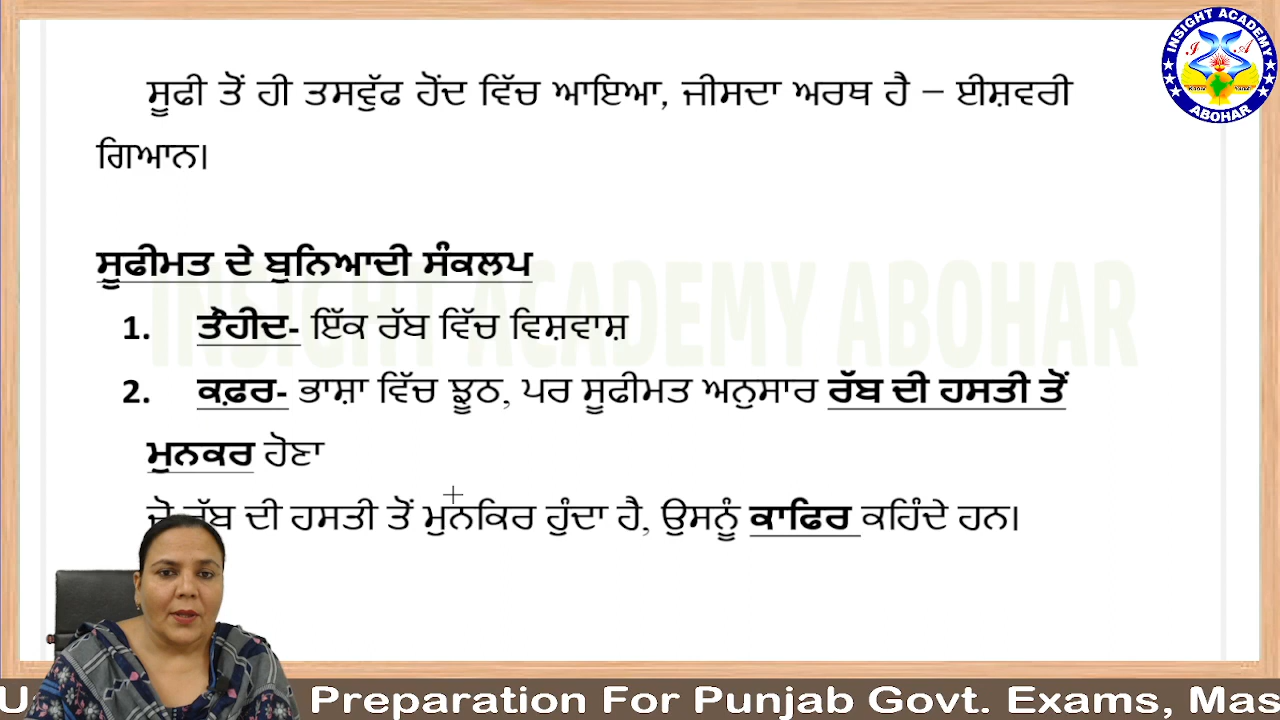 ਸੂਫੀ ਤੋਂ ਹੀ ਤਸਵੁੱਫ ਹੋਂਦ ਵਿੱਚ ਆਇਆ, ਜੀਸਦਾ ਅਰਥ ਹੈ – ਈਸ਼ਵਰੀ
ਗਿਆਨ।
ਸੂਫੀਮਤ ਦੇ ਬੁਨਿਆਦੀ ਸੰਕਲਪ
1. ਤੌਹੀਦ- ਇੱਕ ਰੱਬ ਵਿੱਚ ਵਿਸ਼ਵਾਸ਼
2. ਕਫ਼ਰ- ਭਾਸ਼ਾ ਵਿੱਚ ਝੂਠ, ਪਰ ਸੂਫੀਮਤ ਅਨੁਸਾਰ ਰੱਬ ਦੀ ਹਸਤੀ ਤੋਂ
ਮੁਨਕਰ ਹੋਣਾ
ਜੋ ਰੱਬ ਦੀ ਹਸਤੀ ਤੋਂ ਮੁਨਕਿਰ ਹੁੰਦਾ ਹੈ, ਉਸਨੂੰ ਕਾਫਿਰ ਕਹਿੰਦੇ ਹਨ।
INSIGHT ACADEMY ABOHAR
INSIGHT ACADEMY
ABOHAR
Preparation For Punjab Govt. Exams, Mas